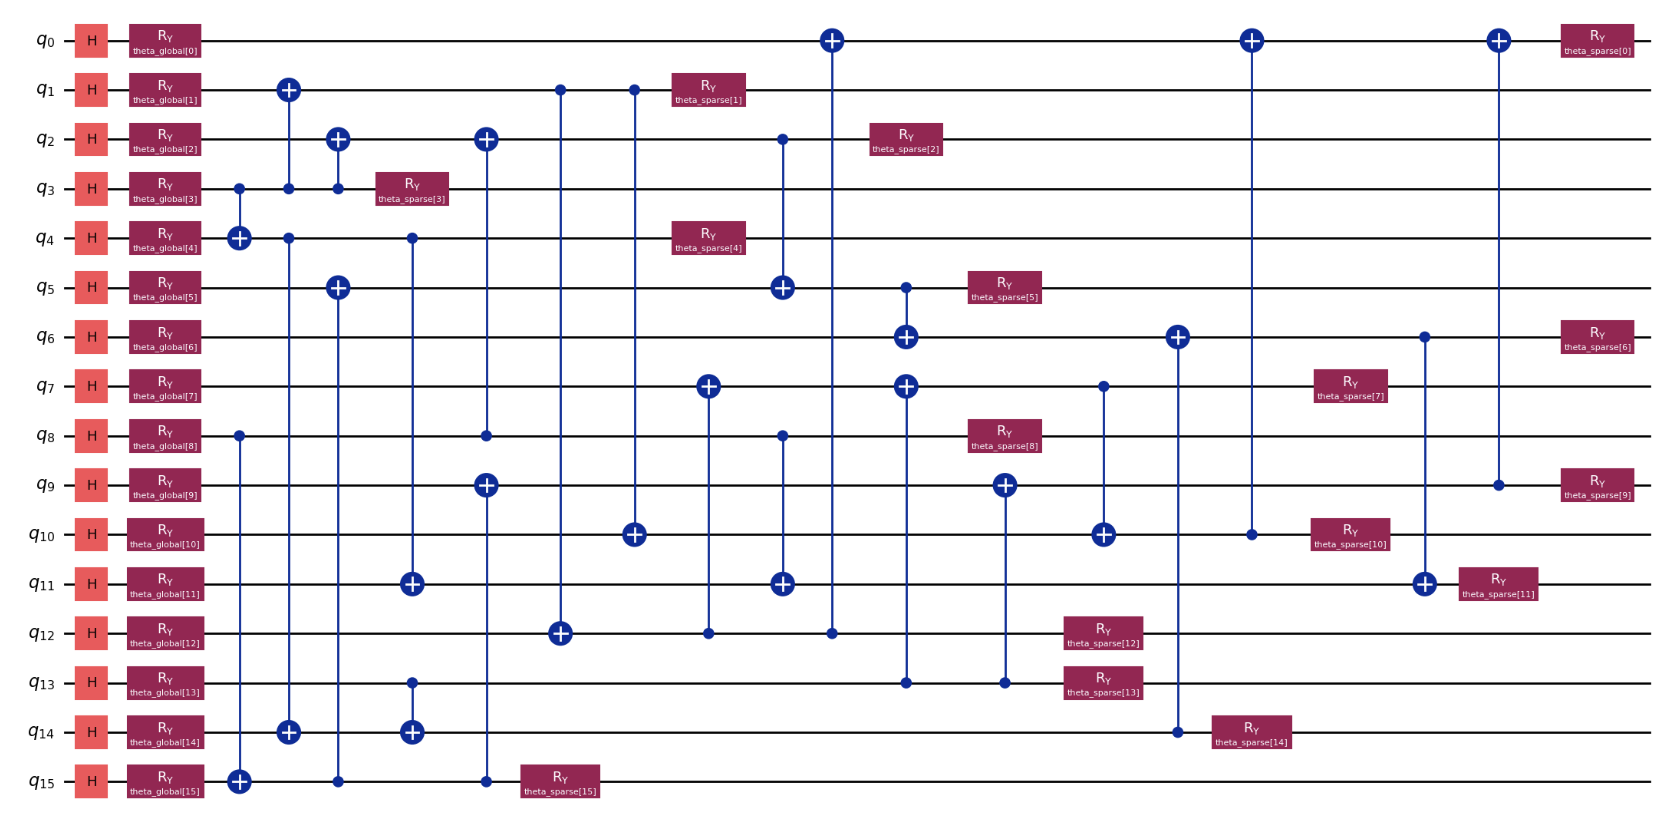 q0 H RY theta_global[0] RY theta_sparse[0]
q1 H RY theta_global[1] RY theta_sparse[1]
q2 H RY theta_global[2] RY theta_sparse[2]
q3 H RY theta_global[3] RY theta_sparse[3]
q4 H RY theta_global[4] RY theta_sparse[4]
q5 H RY theta_global[5] RY theta_sparse[5]
q6 H RY theta_global[6] RY theta_sparse[6]
q7 H RY theta_global[7] RY theta_sparse[7]
q8 H RY theta_global[8] RY theta_sparse[8]
q9 H RY theta_global[9] RY theta_sparse[9]
q10 H RY theta_global[10] RY theta_sparse[10]
q11 H RY theta_global[11] RY theta_sparse[11]
q12 H RY theta_global[12] RY theta_sparse[12]
q13 H RY theta_global[13] RY theta_sparse[13]
q14 H RY theta_global[14] RY theta_sparse[14]
q15 H RY theta_global[15] RY theta_sparse[15]